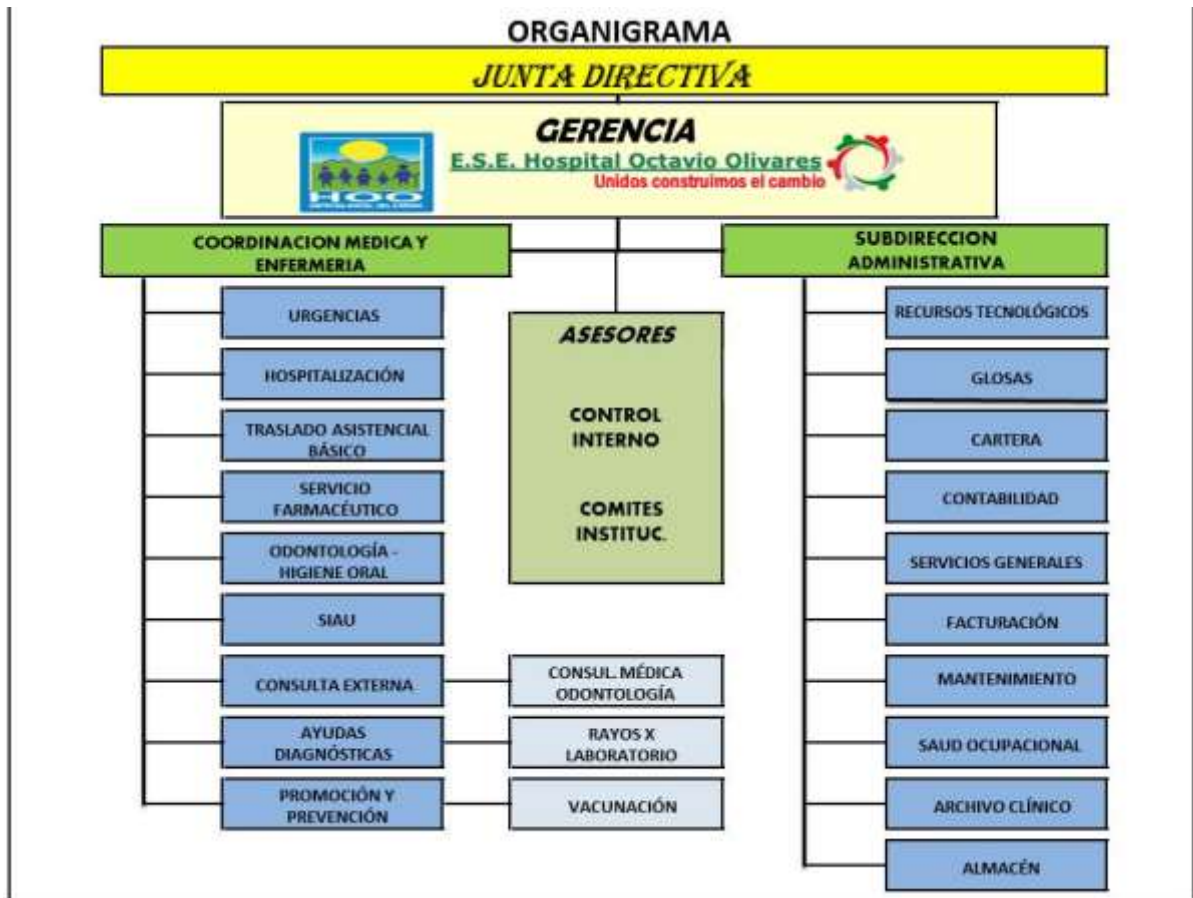 ORGANIGRAMA
JUNTA DIRECTIVA
GERENCIA
E.S.E. Hospital Octavio Olivares
Unidos construimos el cambio
HOO
COORDINACION MEDICA Y
ENFERMERIA
SUBDIRECCION
ADMINISTRATIVA
URGENCIAS
HOSPITALIZACIÓN
TRASLADO ASISTENCIAL
BÁSICO
SERVICIO
FARMACÉUTICO
ODONTOLOGÍA -
HIGIENE ORAL
SIAU
CONSULTA EXTERNA
AYUDAS
DIAGNÓSTICAS
PROMOCIÓN Y
PREVENCIÓN
ASESORES
CONTROL
INTERNO
COMITES
INSTITUC.
CONSUL. MÉDICA
ODONTOLOGÍA
RAYOS X
LABORATORIO
VACUNACIÓN
RECURSOS TECNOLÓGICOS
GLOSAS
CARTERA
CONTABILIDAD
SERVICIOS GENERALES
FACTURACIÓN
MANTENIMIENTO
SAUD OCUPACIONAL
ARCHIVO CLÍNICO
ALMACÉN